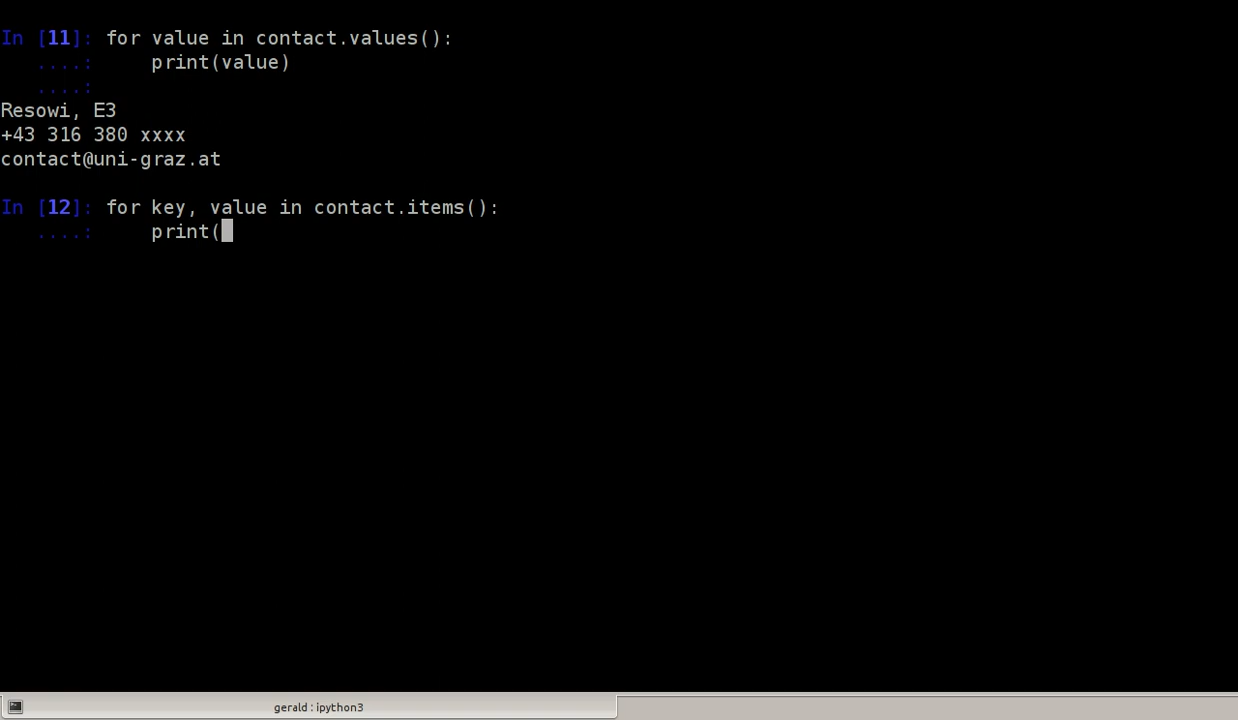 In [11]: for value in contact.values():
   ....:     print(value)
   ....:
Resowi, E3
+43 316 380 xxxx
contact@uni-graz.at
In [12]: for key, value in contact.items():
   ....:     print(
gerald : ipython3